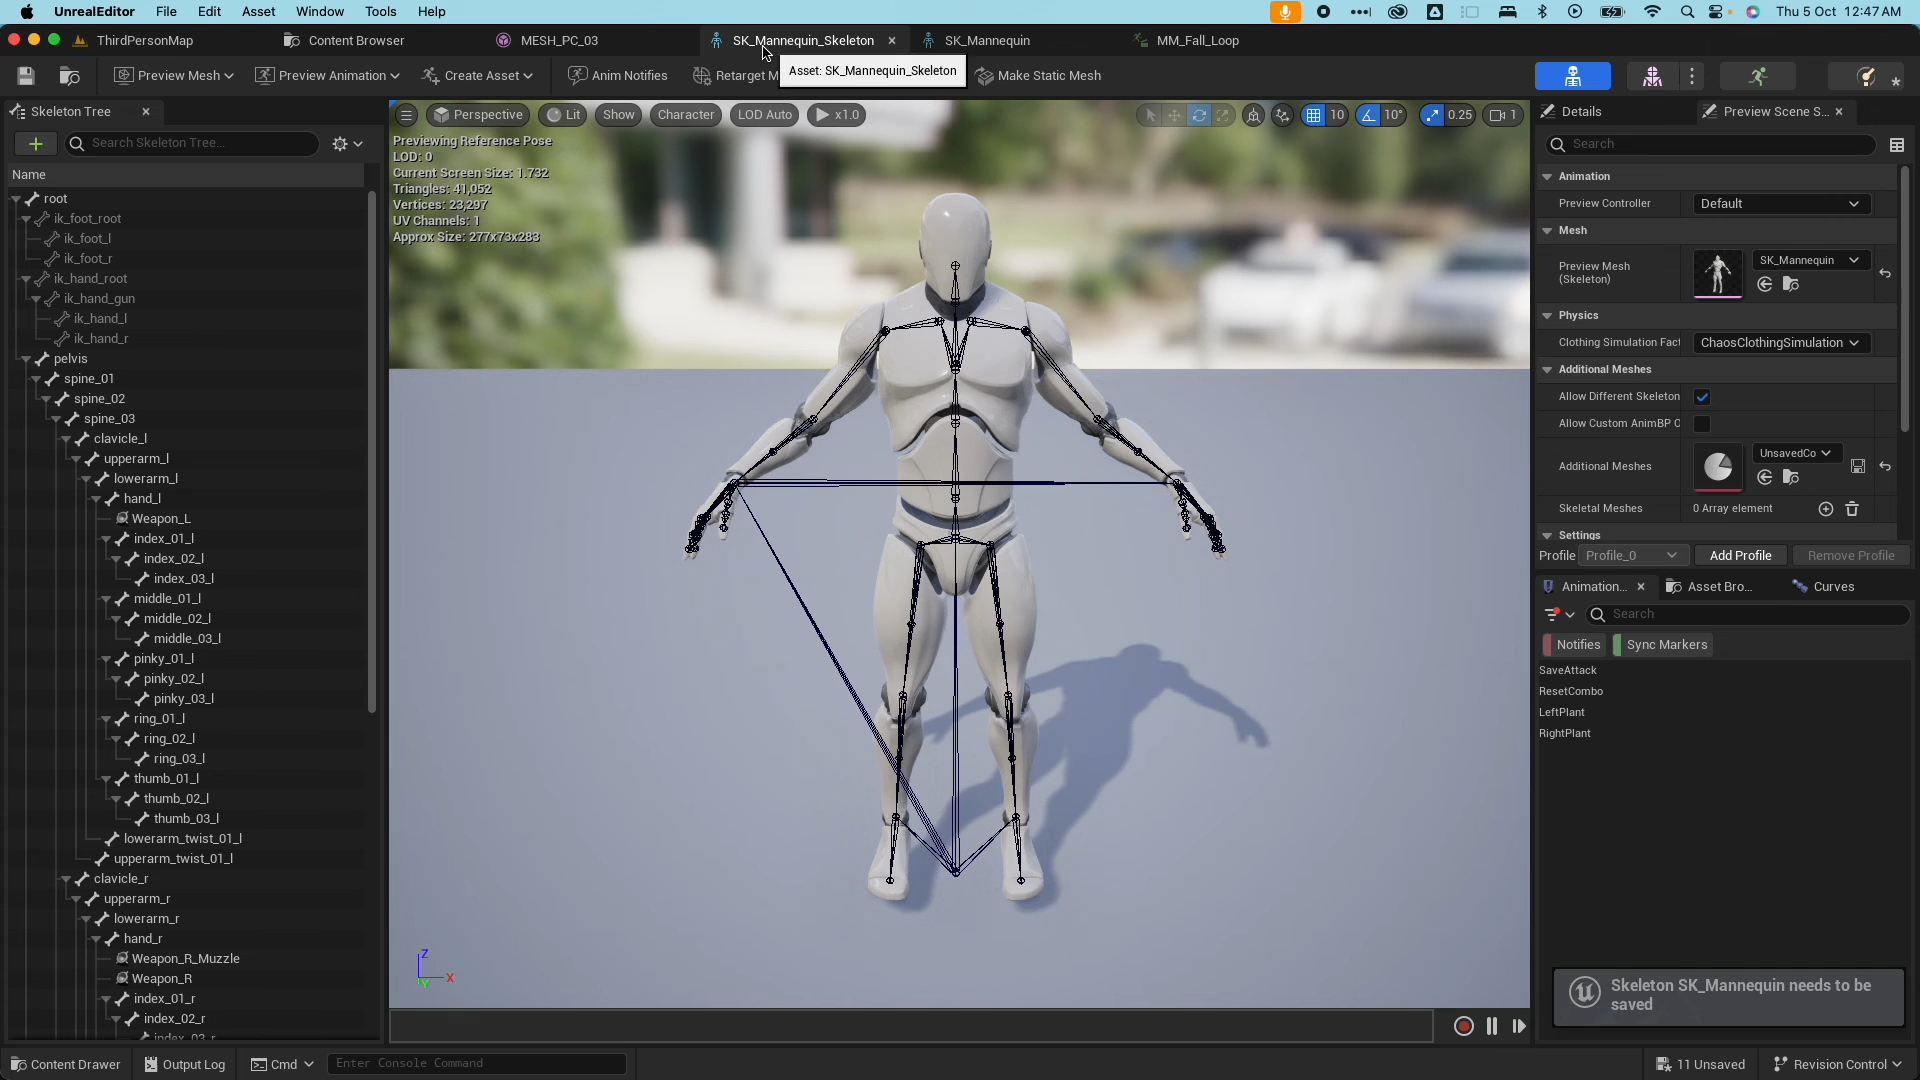 UnrealEditor File Edit Asset Window Tools Help
Thu 5 Oct 12:47 AM
ThirdPersonMap
Content Browser
MESH_PC_03
SK_Mannequin_Skeleton
SK_Mannequin
MM_Fall_Loop
Preview Mesh
Preview Animation
Create Asset
Anim Notifies
Retarget M
Asset: SK_Mannequin_Skeleton
Make Static Mesh
Skeleton Tree
Search Skeleton Tree...
Name
root
ik_foot_root
ik_foot_l
ik_foot_r
ik_hand_root
ik_hand_gun
ik_hand_l
ik_hand_r
pelvis
spine_01
spine_02
spine_03
clavicle_l
upperarm_l
lowerarm_l
hand_l
Weapon_L
index_01_l
index_02_l
index_03_l
middle_01_l
middle_02_l
middle_03_l
pinky_01_l
pinky_02_l
pinky_03_l
ring_01_l
ring_02_l
ring_03_l
thumb_01_l
thumb_02_l
thumb_03_l
lowerarm_twist_01_l
upperarm_twist_01_l
clavicle_r
upperarm_r
lowerarm_r
hand_r
Weapon_R_Muzzle
Weapon_R
index_01_r
index_02_r
index_03_r
Perspective
Lit
Show
Character
LOD Auto
x1.0
10
10°
0.25
1
Previewing Reference Pose
LOD: 0
Current Screen Size: 1.732
Triangles: 41,052
Vertices: 23,297
UV Channels: 1
Approx Size: 277x73x283
Z
X
Y
Details
Preview Scene S...
Search
Animation
Preview Controller
Default
Mesh
Preview Mesh
(Skeleton)
SK_Mannequin
Physics
Clothing Simulation Fact
ChaosClothingSimulation
Additional Meshes
Allow Different Skeleton
Allow Custom AnimBP O
Additional Meshes
UnsavedCo
Skeletal Meshes
0 Array element
Settings
Profile
Profile_0
Add Profile
Remove Profile
Animation...
Asset Bro...
Curves
Search
Notifies
Sync Markers
SaveAttack
ResetCombo
LeftPlant
RightPlant
Skeleton SK_Mannequin needs to be
saved
Content Drawer
Output Log
Cmd
Enter Console Command
11 Unsaved
Revision Control